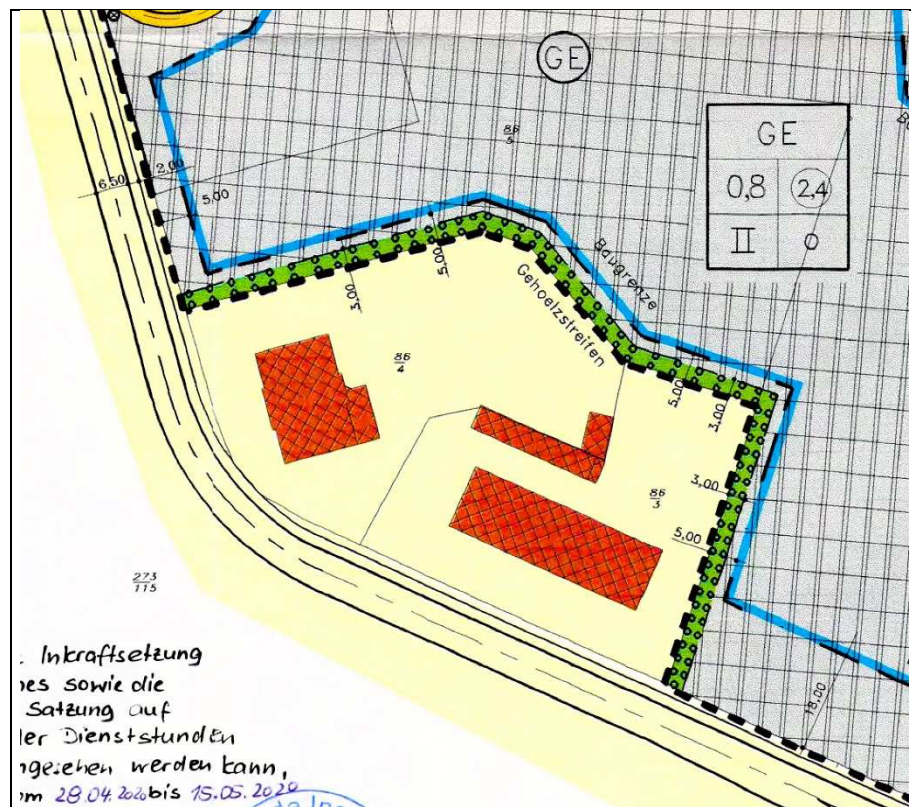 GE
86
5
GE
0,8 2,4
II o
2,00
6,50
5,00
Baugrenze
Gehoelzstreifen
3,00
5,00
86
4
5,00
3,00
3,00
86
3
5,00
273
115
18,00
Inkraftsetzung
nes sowie die
Satzung auf
ler Dienststunden
ngesehen werden kann,
om 28.04.2020 bis 15.05.2020